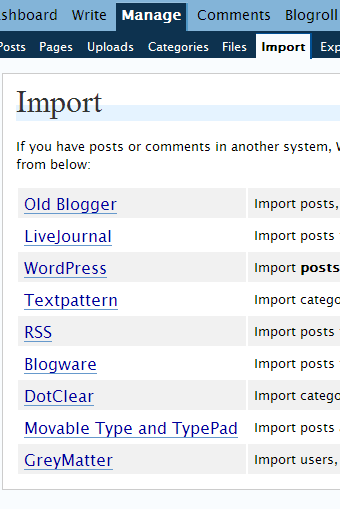 shboard Write Manage Comments Blogroll
Posts Pages Uploads Categories Files Import Exp
Import
If you have posts or comments in another system, W
from below:
Old Blogger Import posts,
LiveJournal Import posts
WordPress Import posts
Textpattern Import catego
RSS Import posts
Blogware Import posts
DotClear Import catego
Movable Type and TypePad Import posts
GreyMatter Import users,